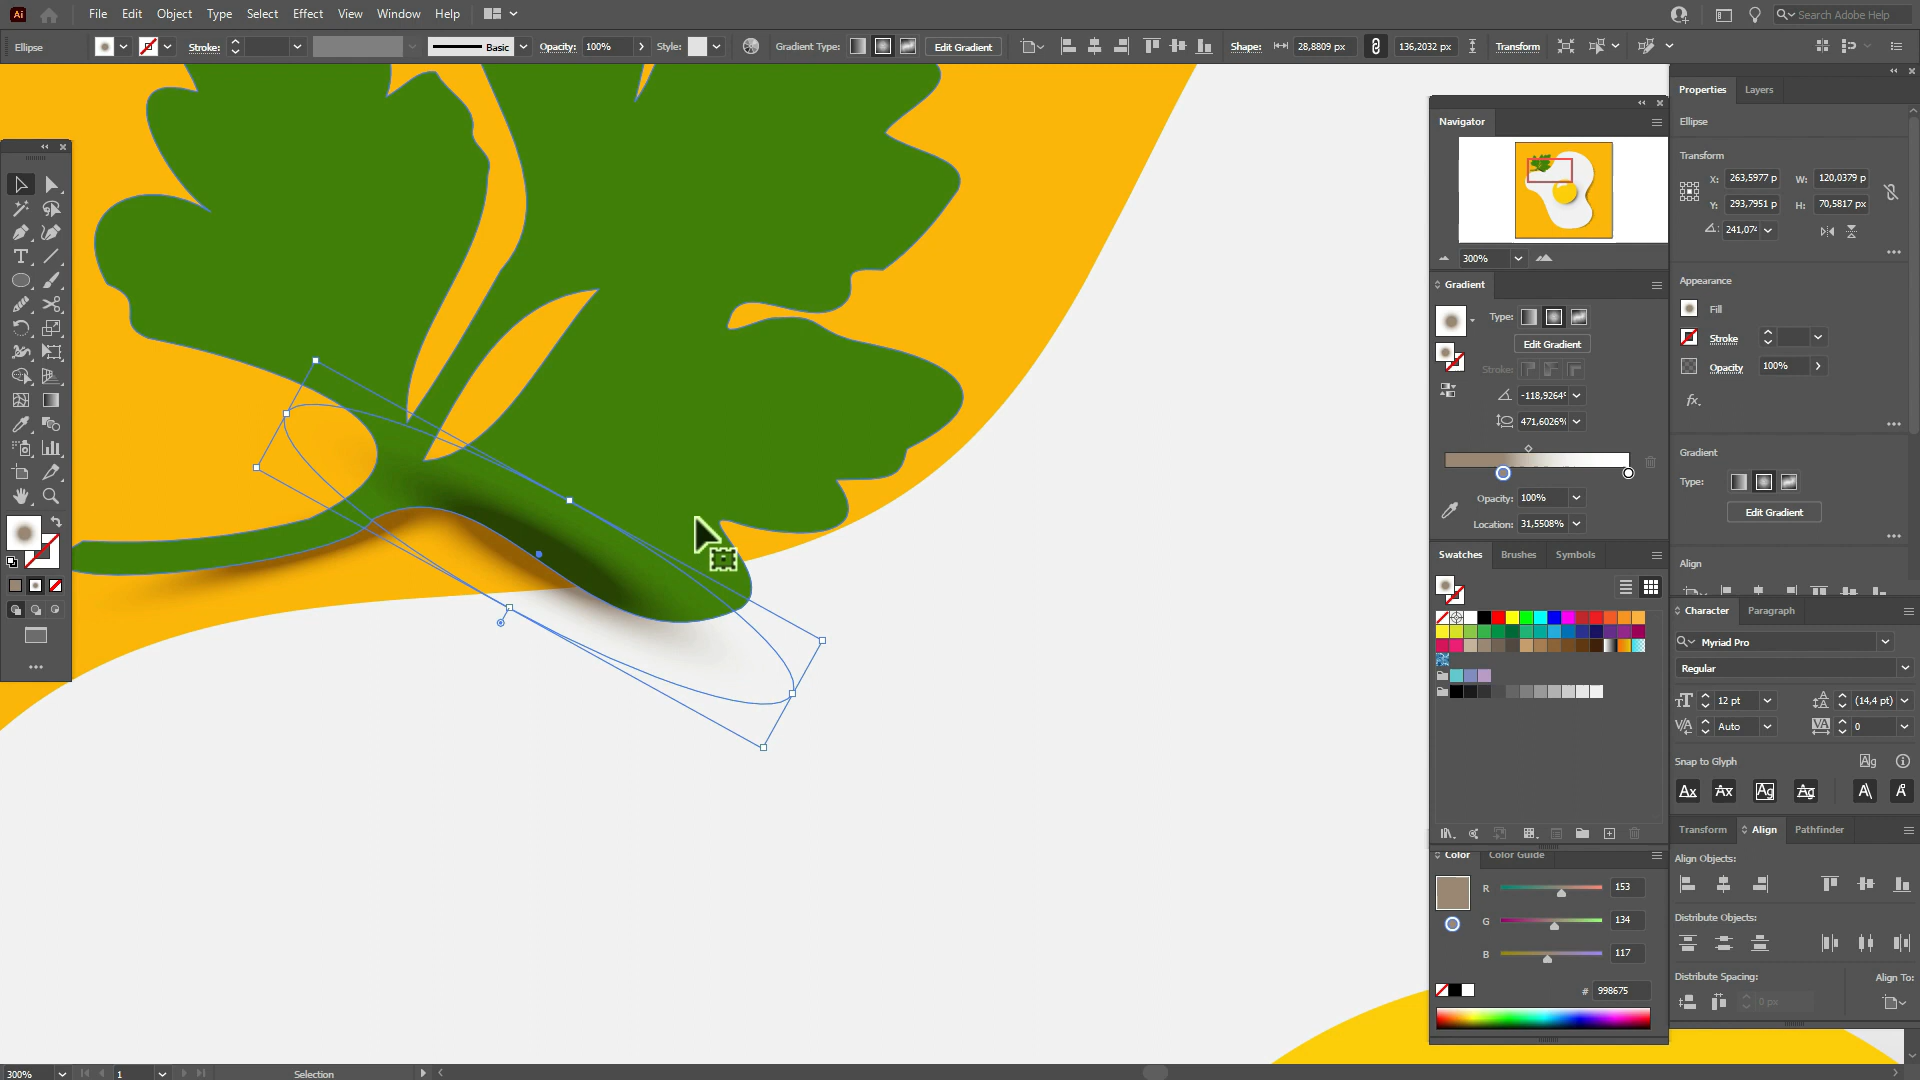 Ai File Edit Object Type Select Effect View Window Help Search Adobe Help
Ellipse Stroke: Basic Opacity: 100% Style: Gradient Type: Edit Gradient Shape: 28,8809 px 136,2032 px Transform
Navigator
300%
Gradient
Type:
Edit Gradient
Stroke:
-118,9264°
471,6026%
Opacity: 100%
Location: 31,5508%
Swatches Brushes Symbols
Color Color Guide
R 153
G 134
B 117
# 998675
Properties Layers
Ellipse
Transform
X: 263,5977 p W: 120,0379 p
Y: 293,7951 p H: 70,5817 px
241,074
Appearance
Fill
Stroke
Opacity 100%
fx.
Gradient
Type:
Edit Gradient
Align
Character Paragraph
Myriad Pro
Regular
12 pt (14,4 pt)
Auto 0
Snap to Glyph
Transform Align Pathfinder
Align Objects:
Distribute Objects:
Distribute Spacing: Align To:
0 px
300% 1 Selection